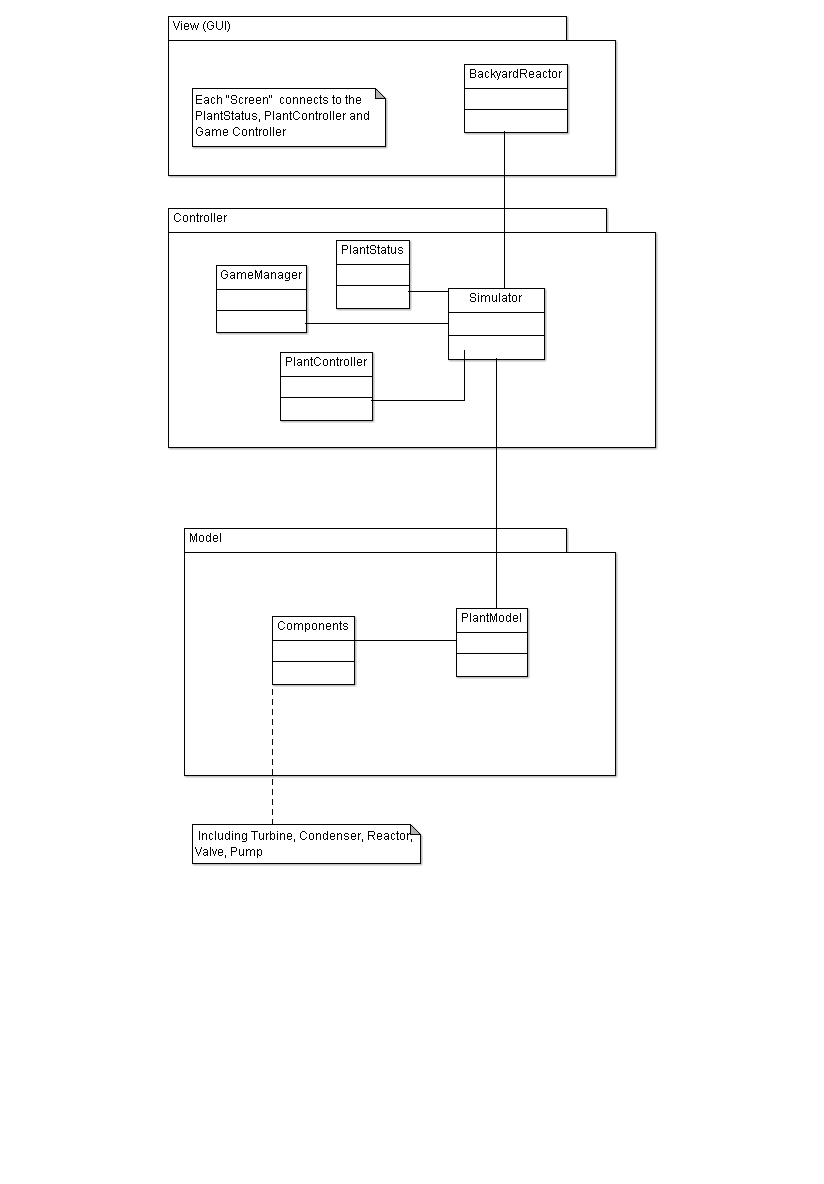 View (GUI)
BackyardReactor
Each "Screen"  connects to the
PlantStatus, PlantController and
Game Controller
Controller
PlantStatus
GameManager
Simulator
PlantController
Model
PlantModel
Components
Including Turbine, Condenser, Reactor,
Valve, Pump